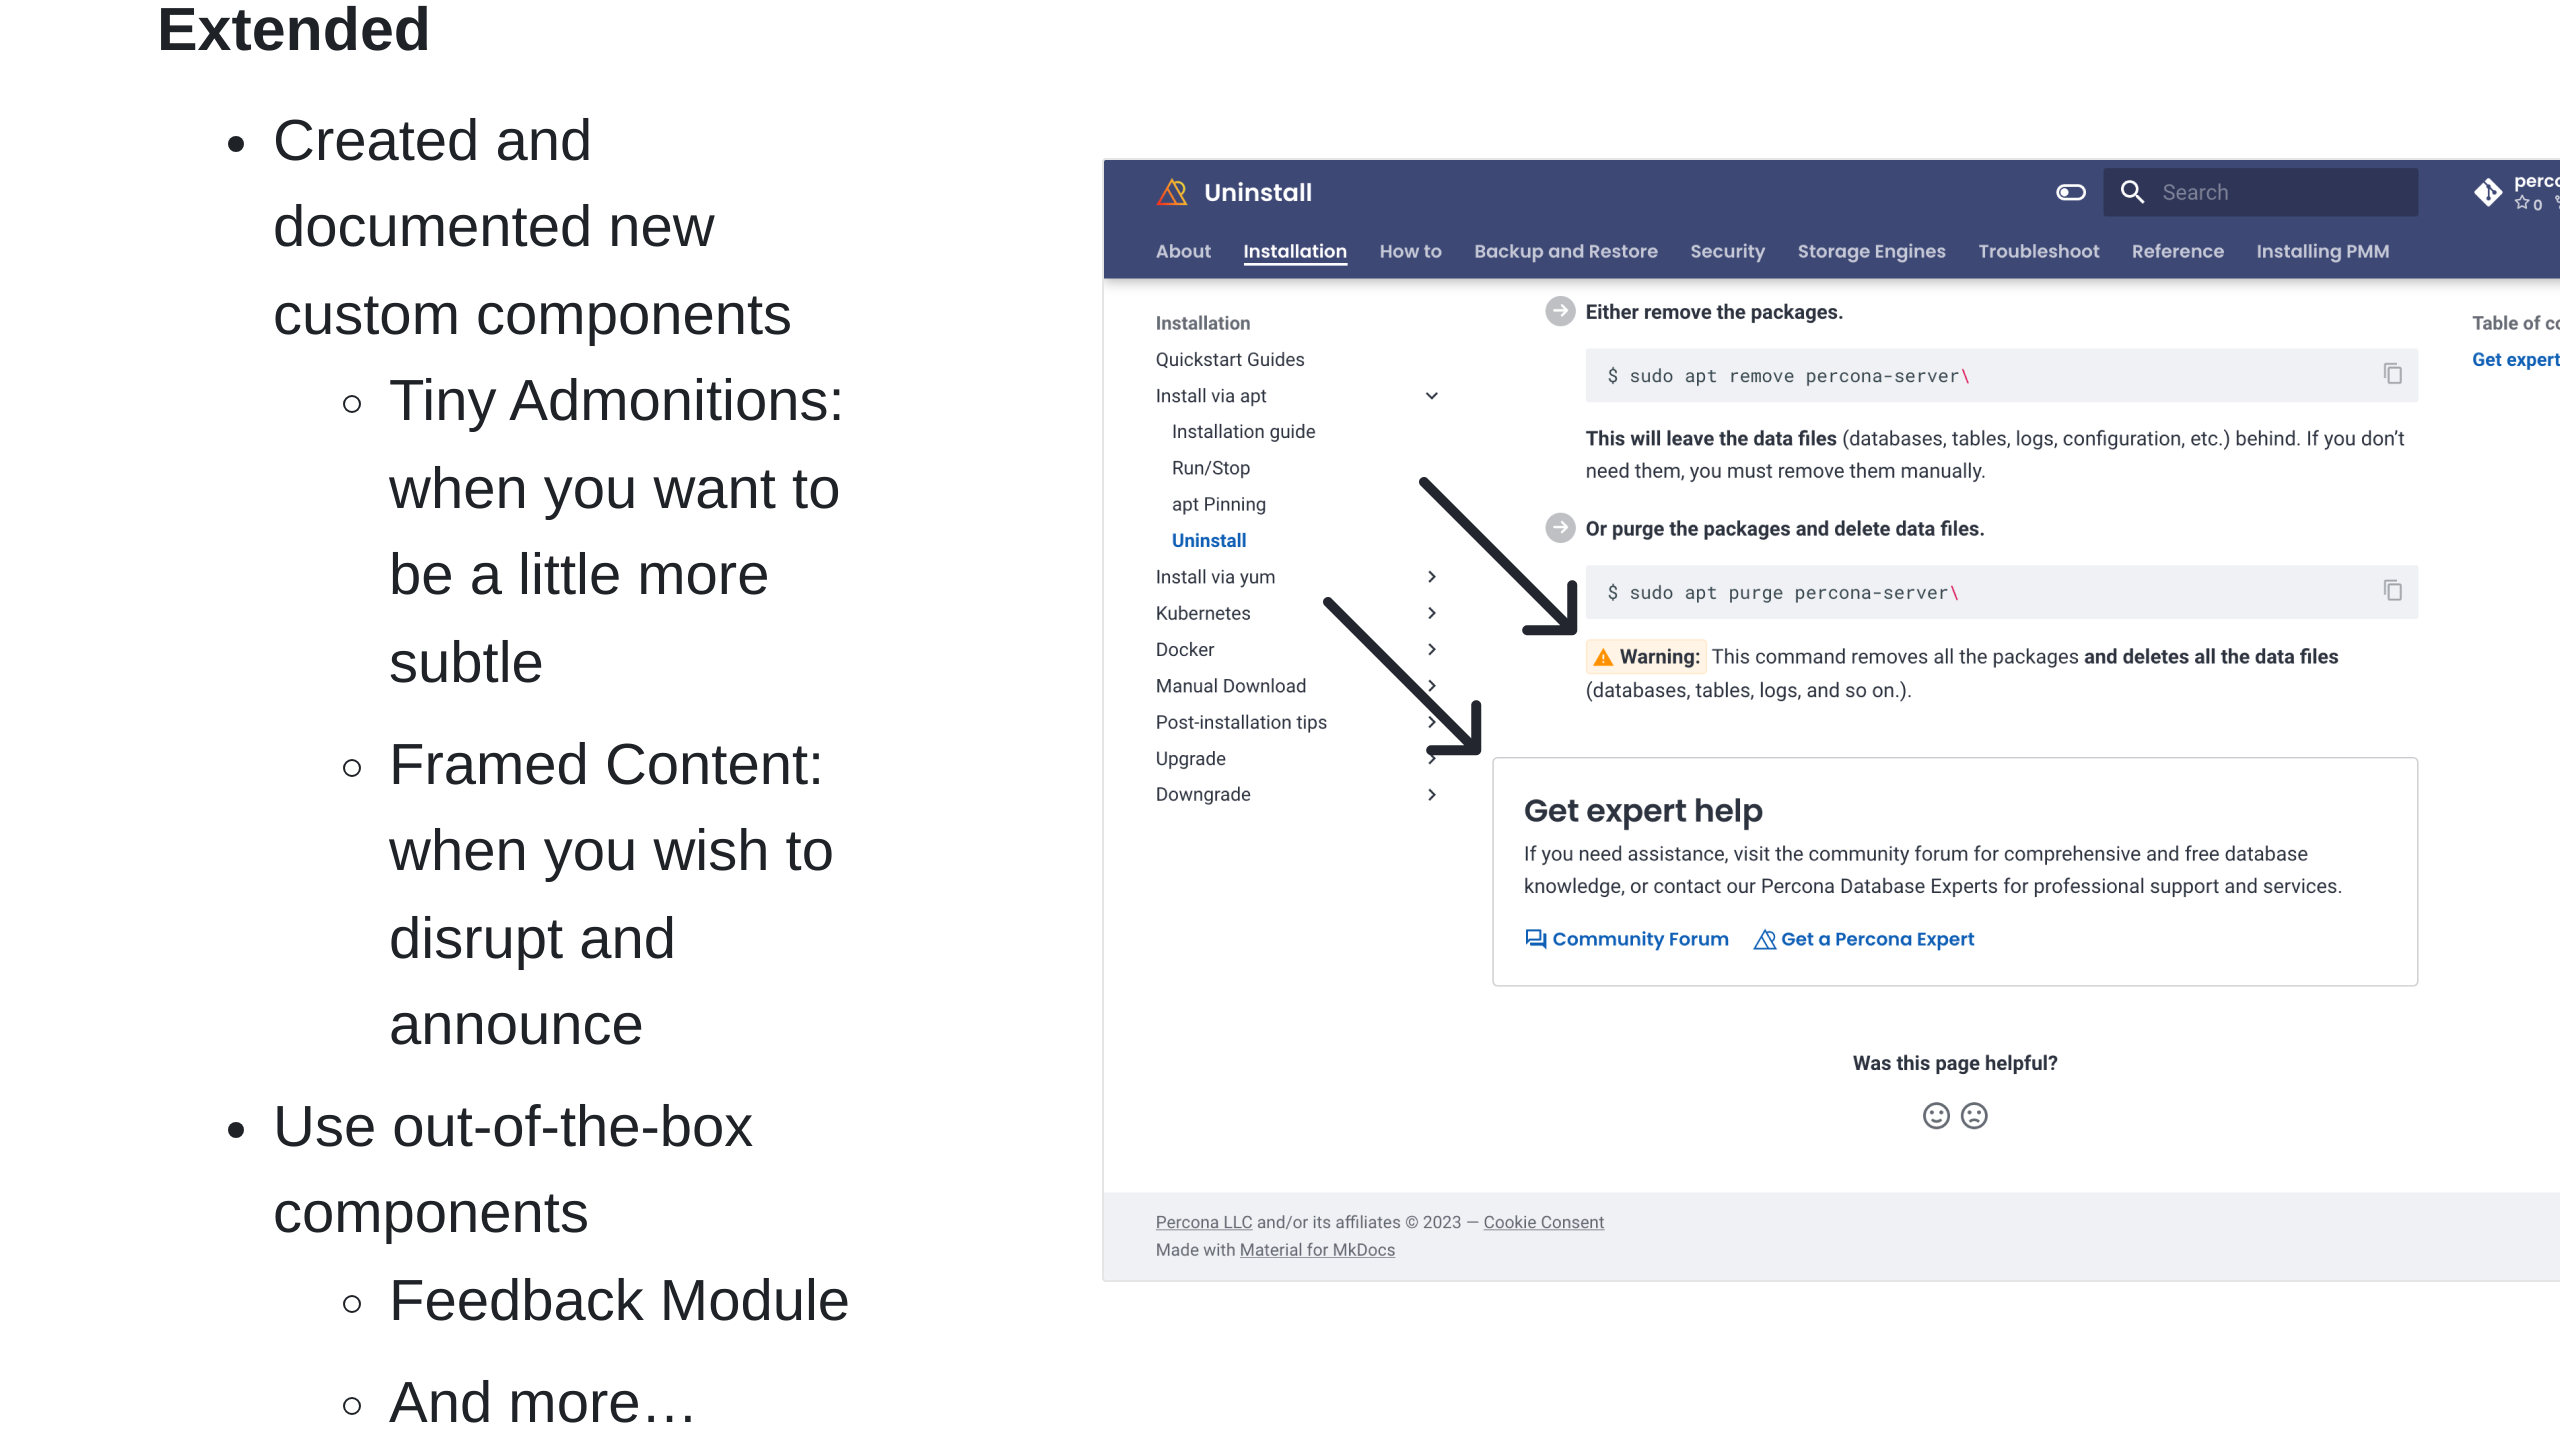 Extended
Created and
documented new
custom components
Tiny Admonitions:
when you want to
be a little more
subtle
Framed Content:
when you wish to
disrupt and
announce
Use out-of-the-box
components
Feedback Module
And more…
Uninstall
Search
perco
0
About Installation How to Backup and Restore Security Storage Engines Troubleshoot Reference Installing PMM
Installation
Quickstart Guides
Install via apt
Installation guide
Run/Stop
apt Pinning
Uninstall
Install via yum
Kubernetes
Docker
Manual Download
Post-installation tips
Upgrade
Downgrade
Either remove the packages.
$ sudo apt remove percona-server\
This will leave the data files (databases, tables, logs, configuration, etc.) behind. If you don’t
need them, you must remove them manually.
Or purge the packages and delete data files.
$ sudo apt purge percona-server\
Warning: This command removes all the packages and deletes all the data files
(databases, tables, logs, and so on.).
Get expert help
If you need assistance, visit the community forum for comprehensive and free database
knowledge, or contact our Percona Database Experts for professional support and services.
Community Forum Get a Percona Expert
Was this page helpful?
Table of co
Get expert
Percona LLC and/or its affiliates © 2023 — Cookie Consent
Made with Material for MkDocs